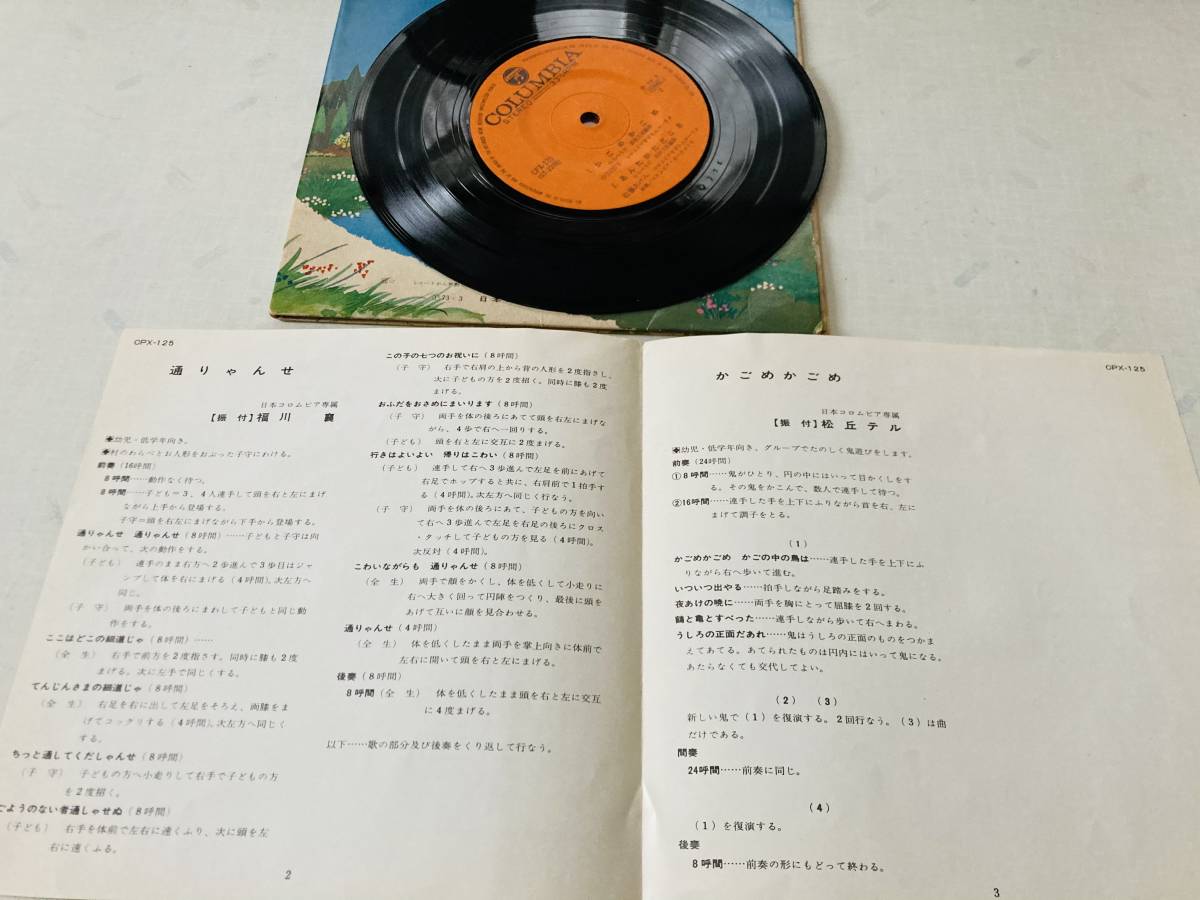 COLUMBIA
STEREO
CPX-125
かごめかごめ
あんたがたどこさ
D-73・3 日本
CPX-125
通りゃんせ
日本コロムビア専属
【振 付】福 川 襄
◆幼児・低学年向き。
◆村のわらべとお人形をおぶった子守にわける。
前奏(16呼間)
8呼間……動作なく待つ。
8呼間……子ども=3、4人連手して頭を右と左にまげ
ながら上手から登場する。
子守=頭を右左にまげながら下手から登場する。
通りゃんせ 通りゃんせ(8呼間)……子どもと子守は向
かい合って、次の動作をする。
(子ども) 連手のまま右方へ2歩進んで3歩目はジャ
ンプして体を右にまげる(4呼間)。次左方へ
同じ。
(子 守) 両手を体の後ろにまわして子どもと同じ動
作をする。
ここはどこの細道じゃ(8呼間)……
(全 生) 右手で前方を2度指さす。同時に膝も2度
まげる。次に左手で同じくする。
てんじんさまの細道じゃ(8呼間)
(全 生) 右足を右に出して左足をそろえ、両膝をま
げてコックリする(4呼間)。次左方へ同じく
する。
ちっと通してくだしゃんせ(8呼間)
(子 守) 子どもの方へ小走りして右手で子どもの方
を2度招く。
ごようのない者通しゃせぬ(8呼間)
(子ども) 右手を体前で左右に速くふり、次に頭を左
右に速くふる。
2
この子の七つのお祝いに(8呼間)
(子 守) 右手で右肩の上から背の人形を2度指さし、
次に子どもの方を2度招く。同時に膝も2度
まげる。
おふだをおさめにまいります(8呼間)
(子 守) 両手を体の後ろにあてて頭を右左にまげな
がら、4歩で右へ一回りする。
(子ども) 頭を右と左に交互に2度まげる。
行きはよいよい 帰りはこわい(8呼間)
(子ども) 連手して右へ3歩進んで左足を前にあげて
右足でホップすると共に、右肩前で1拍手す
る(4呼間)。次左方へ同じく行なう。
(子 守) 両手を体の後ろにあて、子どもの方を向い
て右へ3歩進んで左足を右足の後ろにクロス
・タッチして子どもの方を見る(4呼間)。
次反対(4呼間)。
こわいながらも 通りゃんせ(8呼間)
(全 生) 両手で顔をかくし、体を低くして小走りに
右へ大きく回って円陣をつくり、最後に頭を
あげて互いに顔を見合わせる。
通りゃんせ(4呼間)
(全 生) 体を低くしたまま両手を掌上向きに体前で
左右に開いて頭を右と左にまげる。
後奏(8呼間)
8呼間(全 生) 体を低くしたまま頭を右と左に交互
に4度まげる。
以下……歌の部分及び後奏をくり返して行なう。
CPX-125
かごめかごめ
日本コロムビア専属
【振 付】松 丘 テ ル
◆幼児・低学年向き、グループでたのしく鬼遊びをします。
前奏(24呼間)
①8呼間……鬼がひとり、円の中にはいって目かくしをす
る。その鬼をかこんで、数人で連手して待つ。
②16呼間……連手した手を上下にふりながら首を右、左に
まげて調子をとる。
(1)
かごめかごめ かごの中の鳥は……連手した手を上下にふ
りながら右へ歩いて進む。
いついつ出やる……拍手しながら足踏みをする。
夜あけの晩に……両手を胸にとって屈膝を2回する。
鶴と亀とすべった……連手しながら歩いて右へまわる。
うしろの正面だあれ……鬼はうしろの正面のものをつかま
えてあてる。あてられたものは円内にはいって鬼になる。
あたらなくても交代してよい。
(2) (3)
新しい鬼で(1)を復演する。2回行なう。(3)は曲
だけである。
間奏
24呼間……前奏に同じ。
(4)
(1)を復演する。
後奏
8呼間……前奏の形にもどって終わる。
3